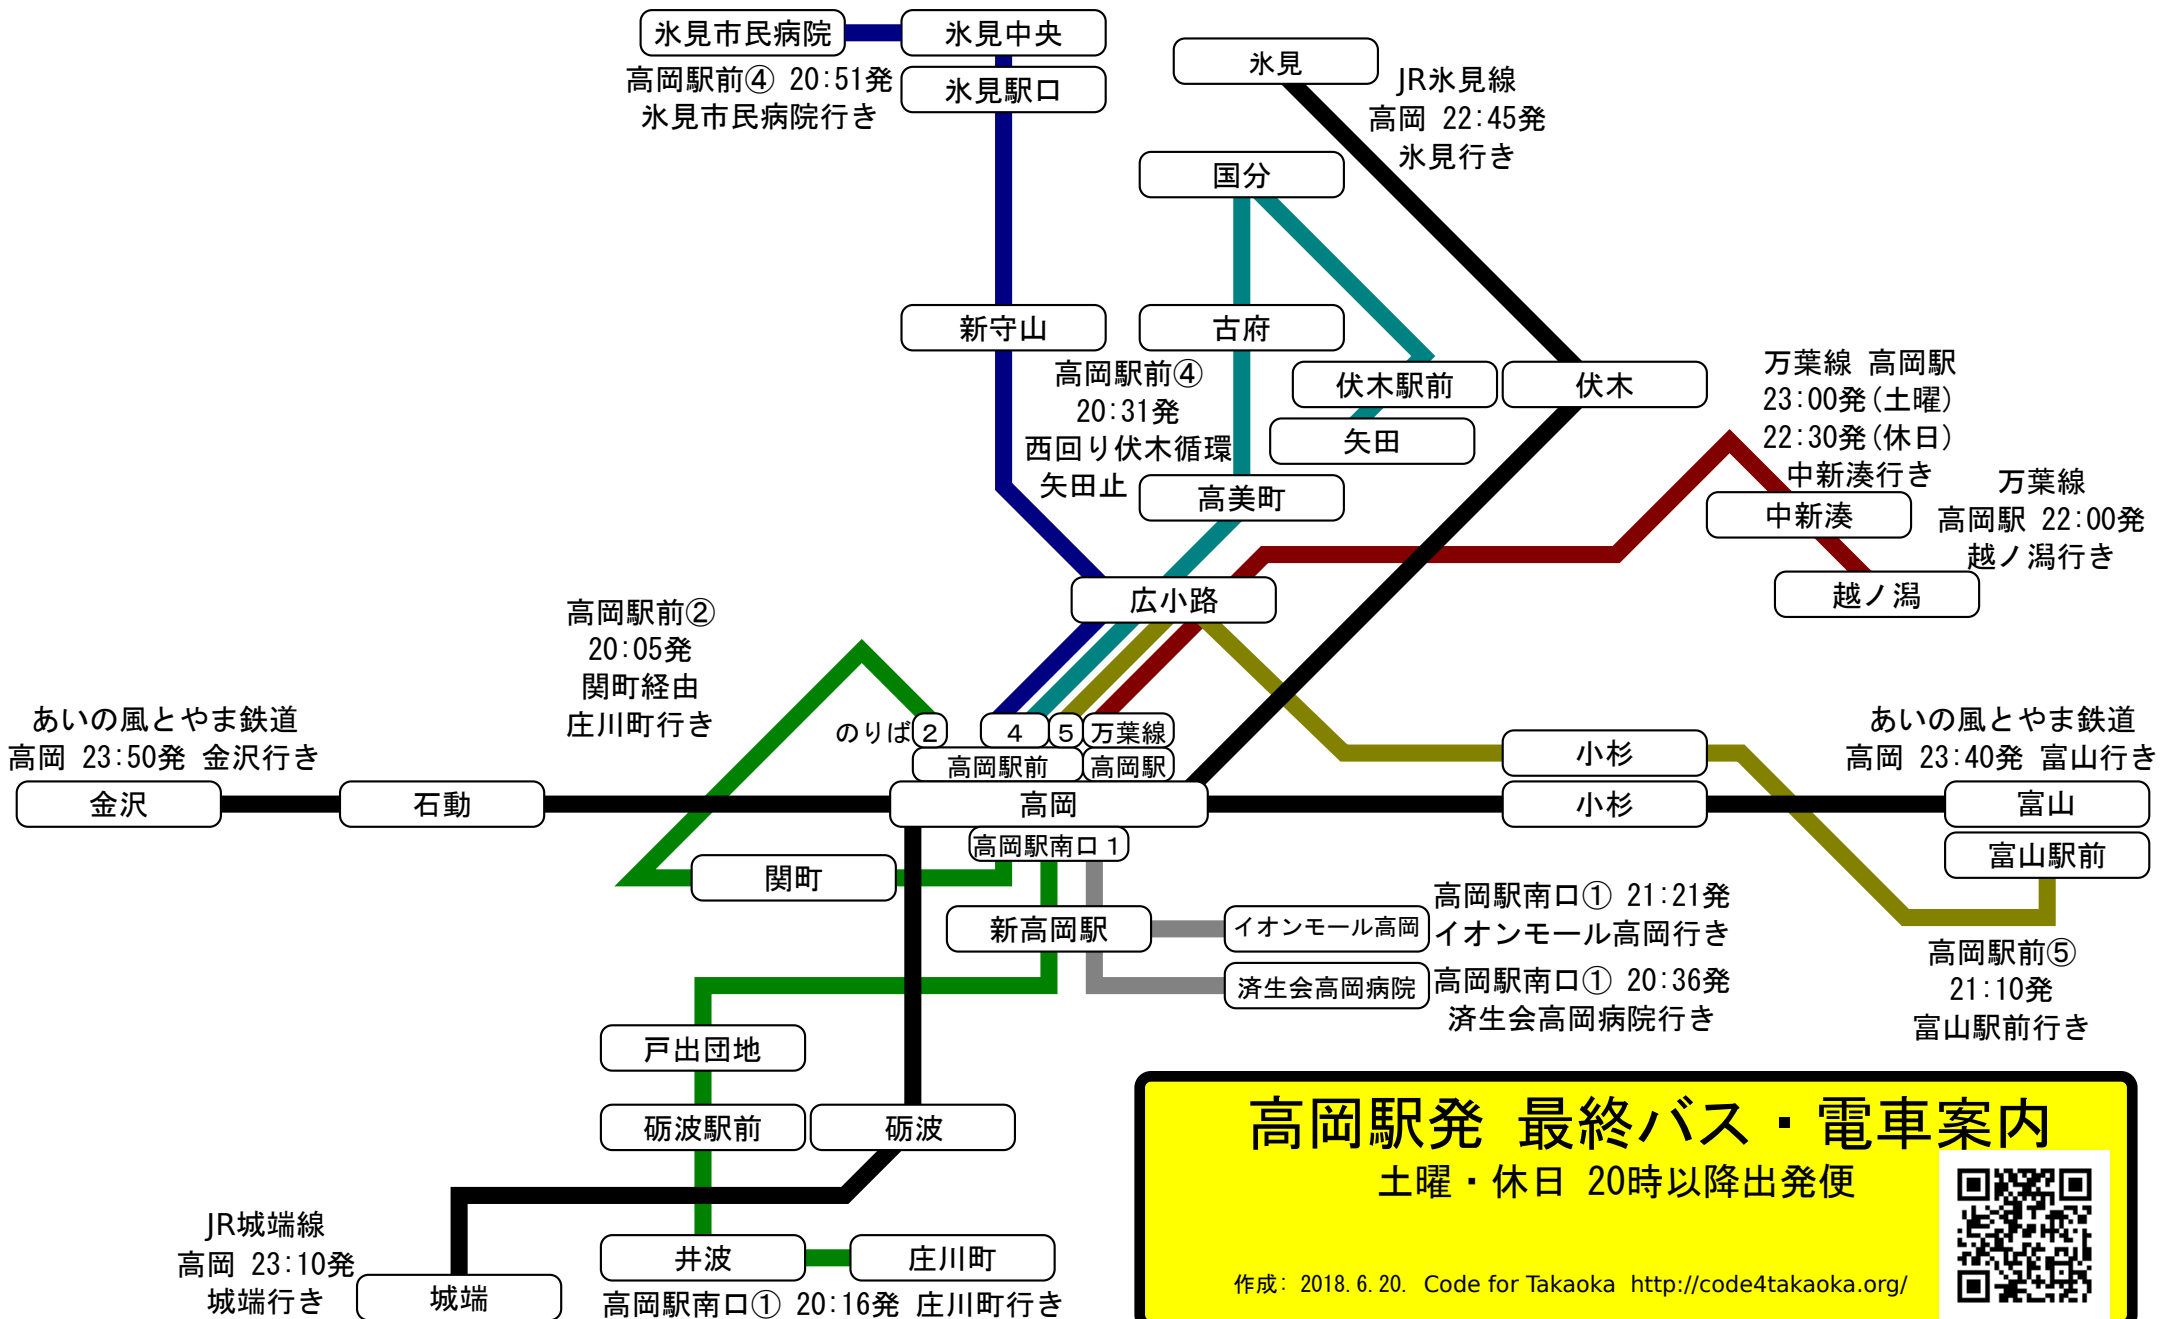 氷見市民病院
氷見中央
高岡駅前④ 20:51発
氷見市民病院行き
氷見駅口
氷見
JR氷見線
高岡 22:45発
氷見行き
国分
新守山
古府
高岡駅前④
20:31発
西回り伏木循環
矢田止
伏木駅前
伏木
矢田
高美町
万葉線 高岡駅
23:00発(土曜)
22:30発(休日)
中新湊行き
中新湊
万葉線
高岡駅 22:00発
越ノ潟行き
越ノ潟
広小路
高岡駅前②
20:05発
関町経由
庄川町行き
のりば
2
4
5
万葉線
高岡駅前
高岡駅
あいの風とやま鉄道
高岡 23:50発 金沢行き
金沢
石動
高岡
小杉
小杉
あいの風とやま鉄道
高岡 23:40発 富山行き
富山
富山駅前
高岡駅南口 1
関町
新高岡駅
イオンモール高岡
高岡駅南口① 21:21発
イオンモール高岡行き
済生会高岡病院
高岡駅南口① 20:36発
済生会高岡病院行き
高岡駅前⑤
21:10発
富山駅前行き
戸出団地
砺波駅前
砺波
JR城端線
高岡 23:10発
城端行き
城端
井波
庄川町
高岡駅南口① 20:16発 庄川町行き
高岡駅発 最終バス・電車案内
土曜・休日 20時以降出発便
作成: 2018.6.20. Code for Takaoka http://code4takaoka.org/